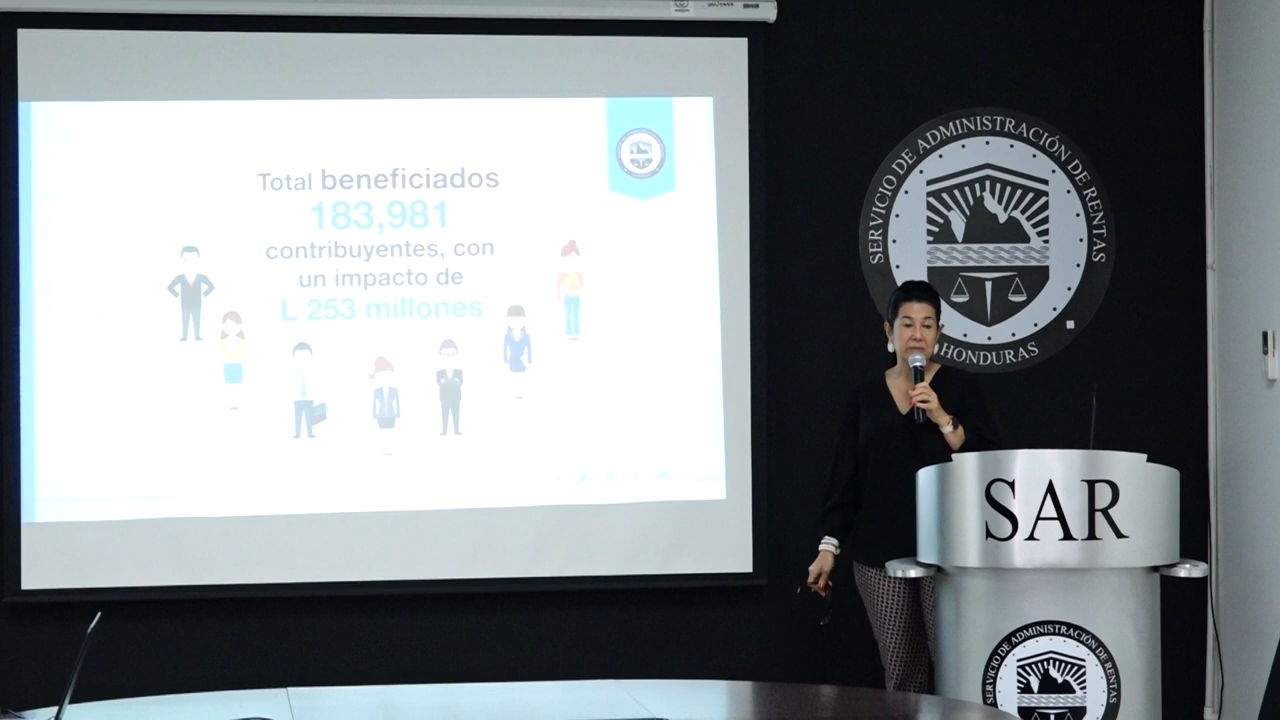 Total beneficiados
183,981
contribuyentes, con
un impacto de
L 253 millones
SERVICIO DE ADMINISTRACIÓN DE RENTAS
HONDURAS
SAR
SERVICIO DE ADMINISTRACIÓN DE RENTAS